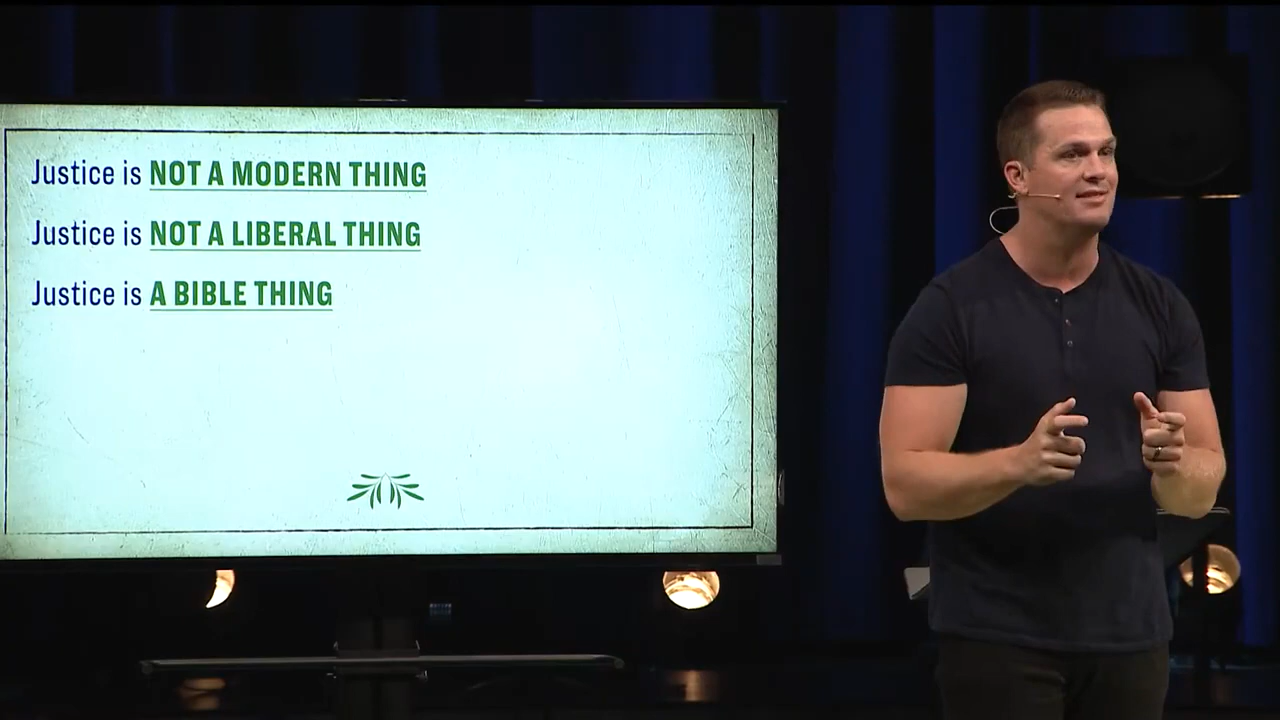 Justice is NOT A MODERN THING
Justice is NOT A LIBERAL THING
Justice is A BIBLE THING